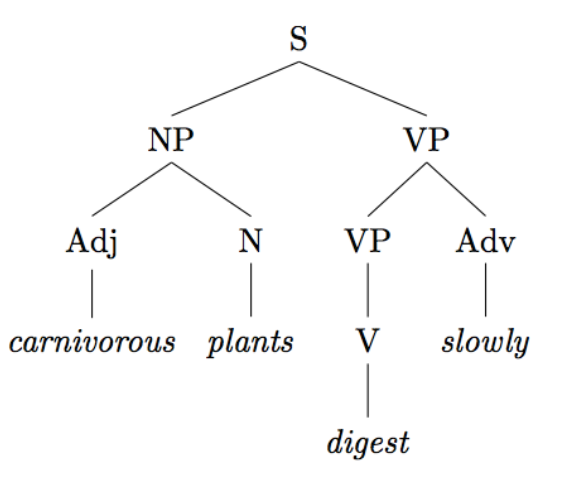 S
NP VP
Adj N VP Adv
carnivorous plants V slowly
digest